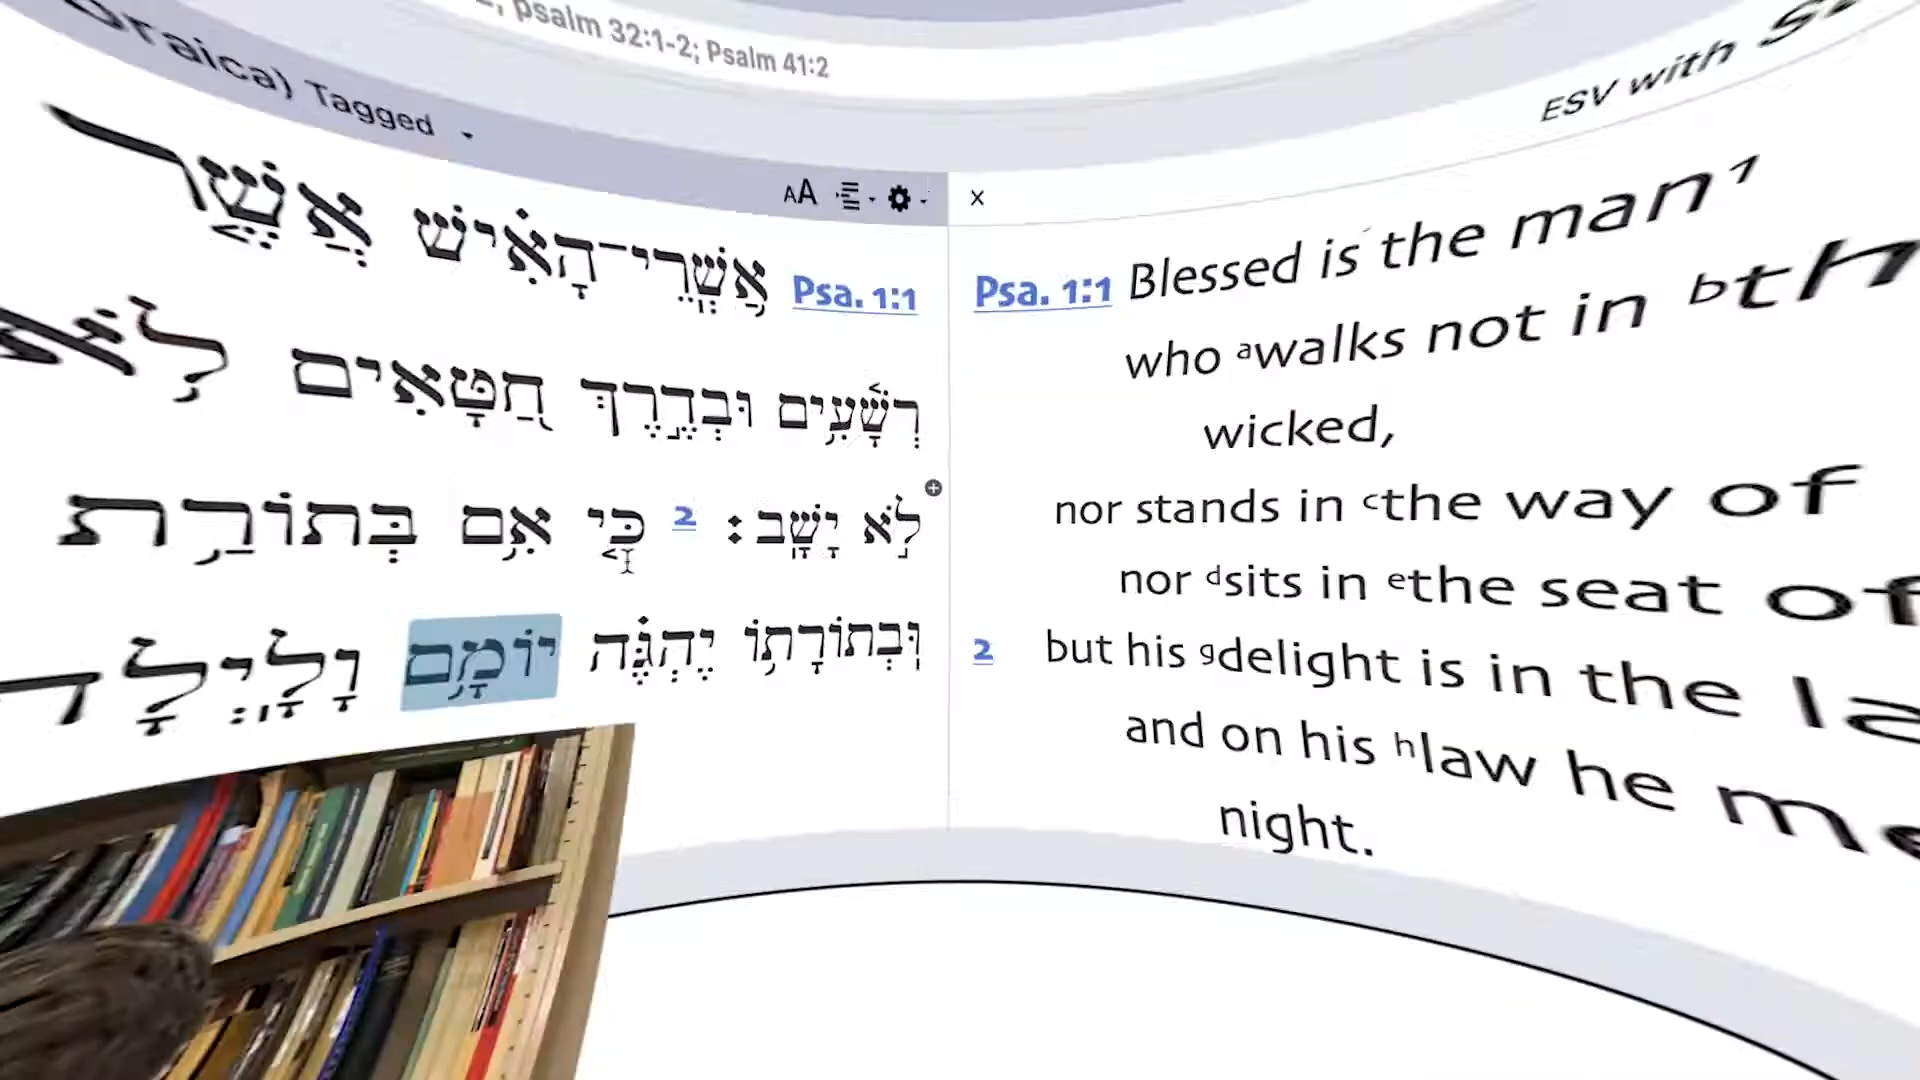 psalm 32:1-2; Psalm 41:2
Tagged
AA
ESV with
Psa. 1:1 אַ֥שְֽׁרֵי־הָאִ֗ישׁ אֲשֶׁ֤ר
רְשָׁ֫עִ֥ים וּבְדֶ֣רֶךְ חַ֭טָּאִים לֹ֥א
לֹ֣א יָשָֽׁב׃ 2 כִּ֤י אִ֥ם בְּתוֹרַ֥ת
וּֽבְתוֹרָת֥וֹ יֶהְגֶּ֗ה יוֹמָ֥ם וָלָֽיְלָה
Psa. 1:1 Blessed is the man¹
who ᵃwalks not in
wicked,
nor stands in ᶜthe way of
nor ᵈsits in ᵉthe seat of
2 but his ᵍdelight is in the
and on his ʰlaw he
night.